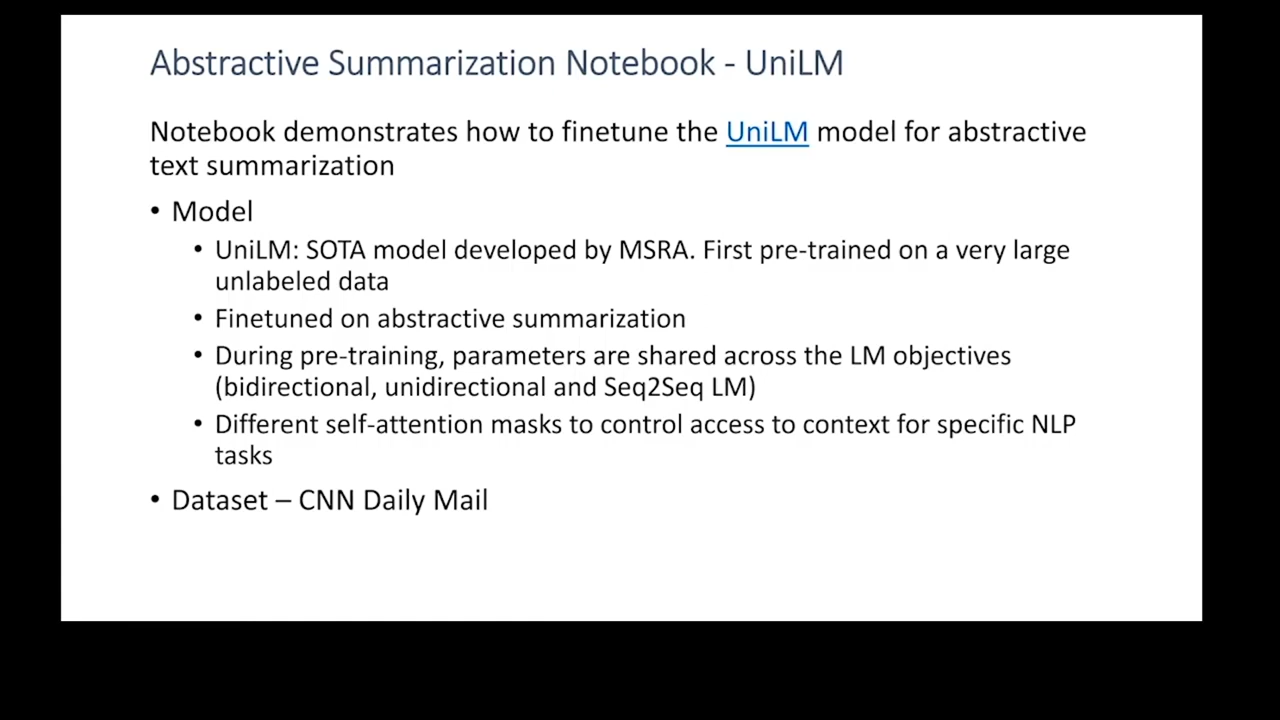 Abstractive Summarization Notebook - UniLM
Notebook demonstrates how to finetune the UniLM model for abstractive
text summarization
• Model
• UniLM: SOTA model developed by MSRA. First pre-trained on a very large
unlabeled data
• Finetuned on abstractive summarization
• During pre-training, parameters are shared across the LM objectives
(bidirectional, unidirectional and Seq2Seq LM)
• Different self-attention masks to control access to context for specific NLP
tasks
• Dataset – CNN Daily Mail